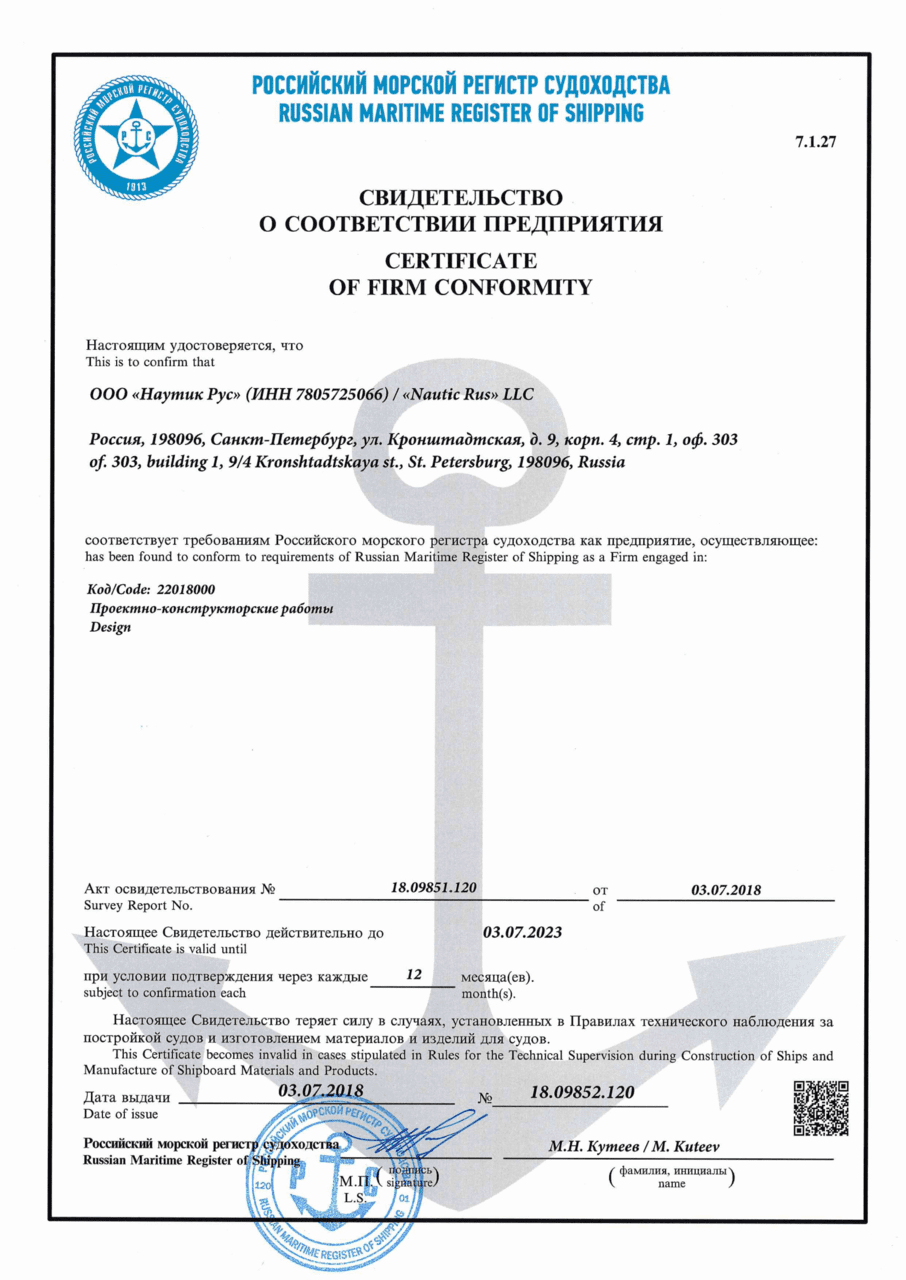 РОССИЙСКИЙ МОРСКОЙ РЕГИСТР СУДОХОДСТВА
RUSSIAN MARITIME REGISTER OF SHIPPING
РОССИЙСКИЙ МОРСКОЙ РЕГИСТР СУДОХОДСТВА
Р С
1913
7.1.27
СВИДЕТЕЛЬСТВО
О СООТВЕТСТВИИ ПРЕДПРИЯТИЯ
CERTIFICATE
OF FIRM CONFORMITY
Настоящим удостоверяется, что
This is to confirm that
ООО «Наутик Рус» (ИНН 7805725066) / «Nautic Rus» LLC
Россия, 198096, Санкт-Петербург, ул. Кронштадтская, д. 9, корп. 4, стр. 1, оф. 303
of. 303, building 1, 9/4 Kronshtadtskaya st., St. Petersburg, 198096, Russia
соответствует требованиям Российского морского регистра судоходства как предприятие, осуществляющее:
has been found to conform to requirements of Russian Maritime Register of Shipping as a Firm engaged in:
Код/Code: 22018000
Проектно-конструкторские работы
Design
Акт освидетельствования № 18.09851.120 от 03.07.2018
Survey Report No. of
Настоящее Свидетельство действительно до 03.07.2023
This Certificate is valid until
при условии подтверждения через каждые 12 месяца(ев).
subject to confirmation each month(s).
Настоящее Свидетельство теряет силу в случаях, установленных в Правилах технического наблюдения за
постройкой судов и изготовлением материалов и изделий для судов.
This Certificate becomes invalid in cases stipulated in Rules for the Technical Supervision during Construction of Ships and
Manufacture of Shipboard Materials and Products.
Дата выдачи 03.07.2018 № 18.09852.120
Date of issue
Российский морской регистр судоходства М.Н. Кутеев / M. Kuteev
Russian Maritime Register of Shipping
М.П. (подпись) (фамилия, инициалы)
L.S. signature name
РОССИЙСКИЙ МОРСКОЙ РЕГИСТР СУДОХОДСТВА
120 Р С 01
RUSSIAN MARITIME REGISTER OF SHIPPING